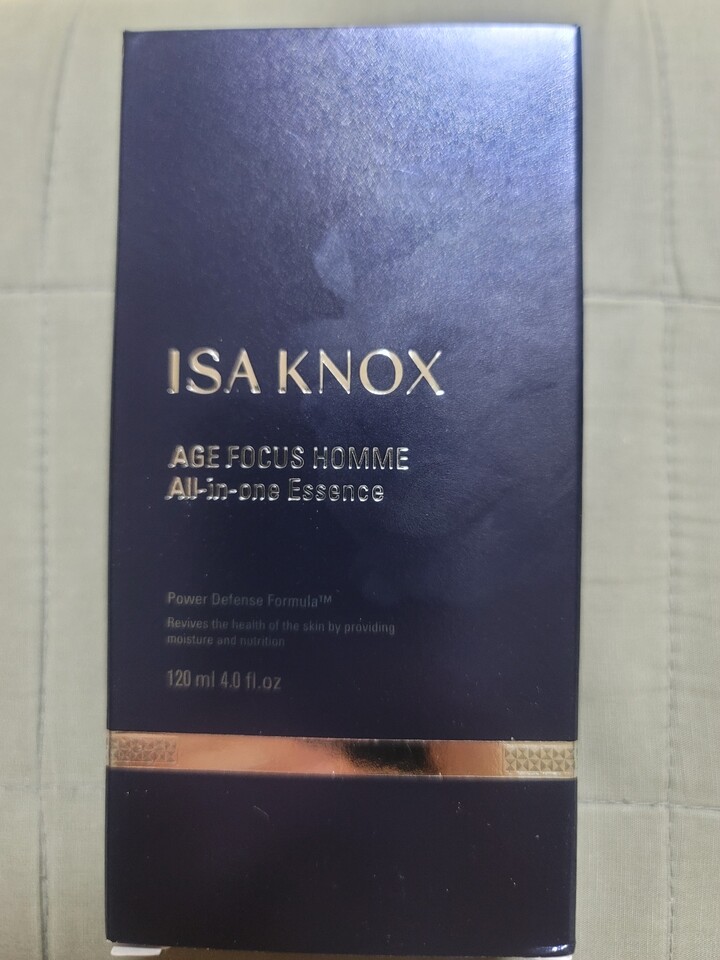 ISA KNOX
AGE FOCUS HOMME
All-in-one Essence
Power Defense Formula™
Revives the health of the skin by providing
moisture and nutrition
120 ml 4.0 fl.oz